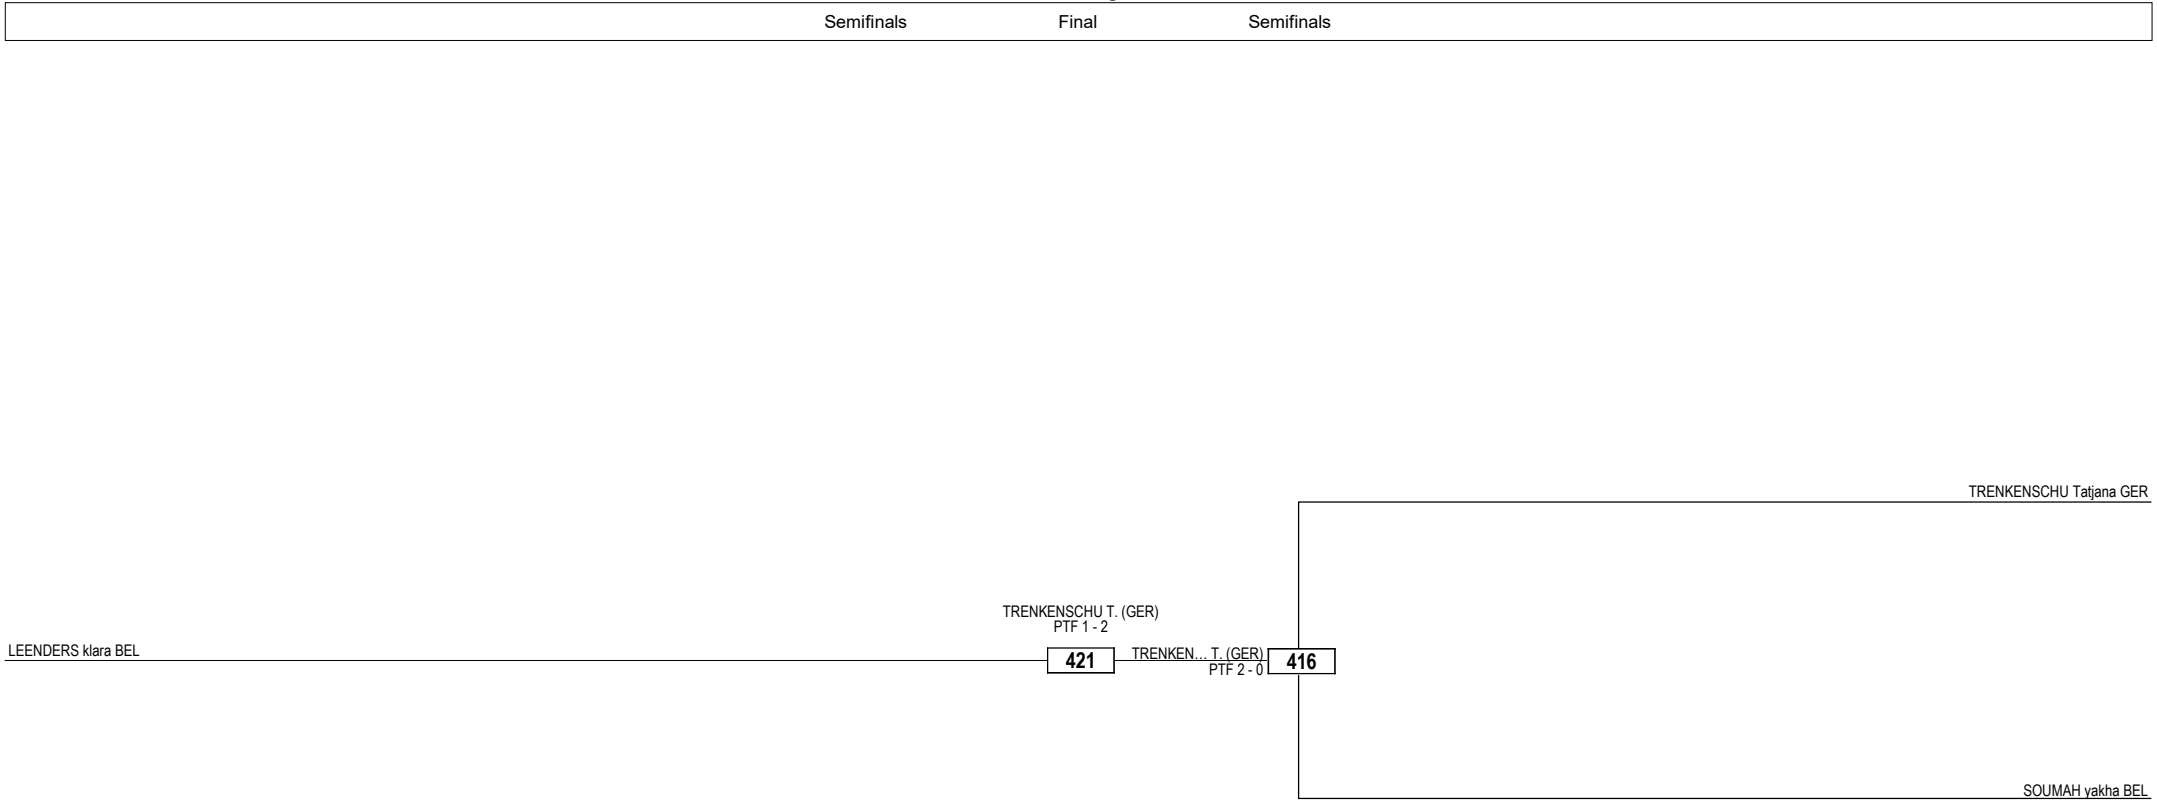 Semifinals Final Semifinals
TRENKENSCHU Tatjana GER
TRENKENSCHU T. (GER)
PTF 1 - 2
LEENDERS klara BEL
421
TRENKEN... T. (GER)
PTF 2 - 0
416
SOUMAH yakha BEL